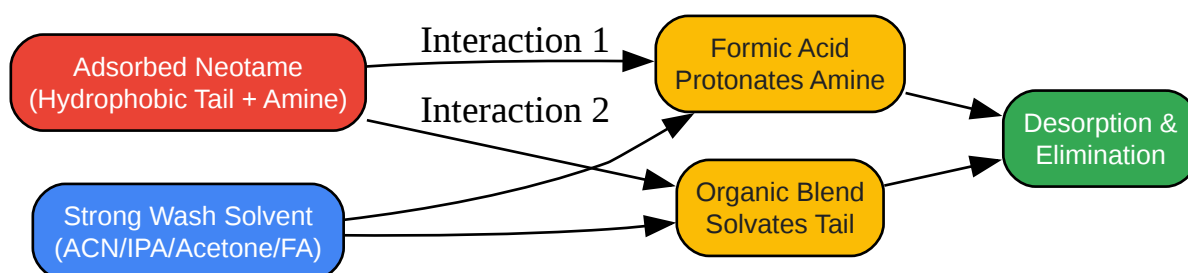 Adsorbed Neotame
(Hydrophobic Tail + Amine)
Interaction 1
Interaction 2
Formic Acid
Protonates Amine
Strong Wash Solvent
(ACN/IPA/Acetone/FA)
Organic Blend
Solvates Tail
Desorption &
Elimination